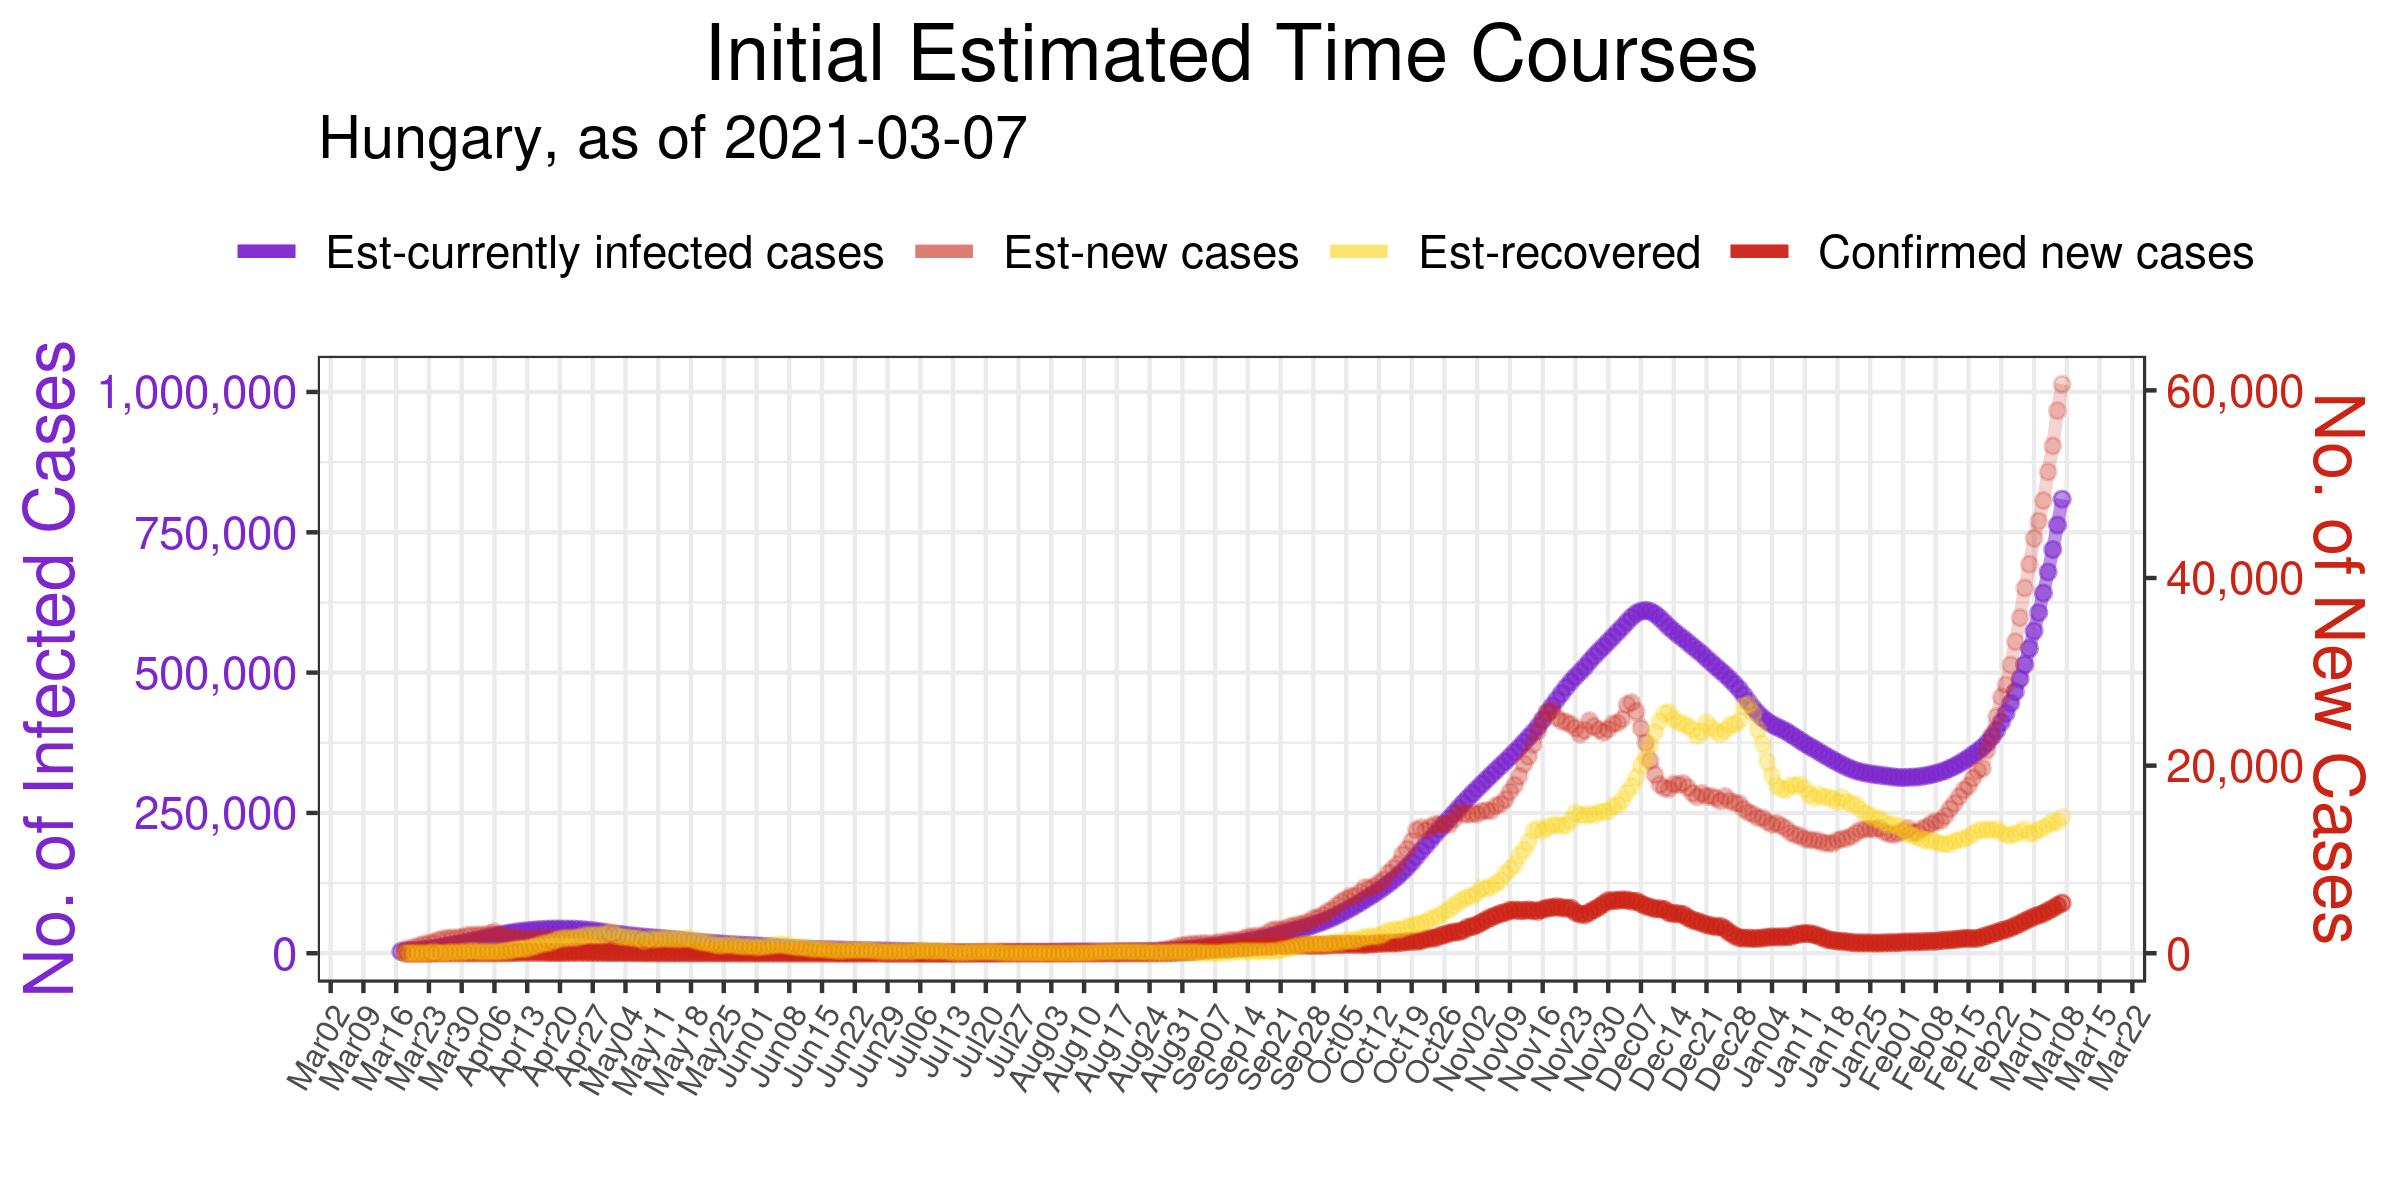 Initial Estimated Time Courses
Hungary, as of 2021-03-07
Est-currently infected cases Est-new cases Est-recovered Confirmed new cases
No. of Infected Cases
1,000,000
750,000
500,000
250,000
0
60,000
40,000
20,000
0
No. of New Cases
Mar02 Mar09 Mar16 Mar23 Mar30 Apr06 Apr13 Apr20 Apr27 May04 May11 May18 May25 Jun01 Jun08 Jun15 Jun22 Jun29 Jul06 Jul13 Jul20 Jul27 Aug03 Aug10 Aug17 Aug24 Aug31 Sep07 Sep14 Sep21 Sep28 Oct05 Oct12 Oct19 Oct26 Nov02 Nov09 Nov16 Nov23 Nov30 Dec07 Dec14 Dec21 Dec28 Jan04 Jan11 Jan18 Jan25 Feb01 Feb08 Feb15 Feb22 Mar01 Mar08 Mar15 Mar22